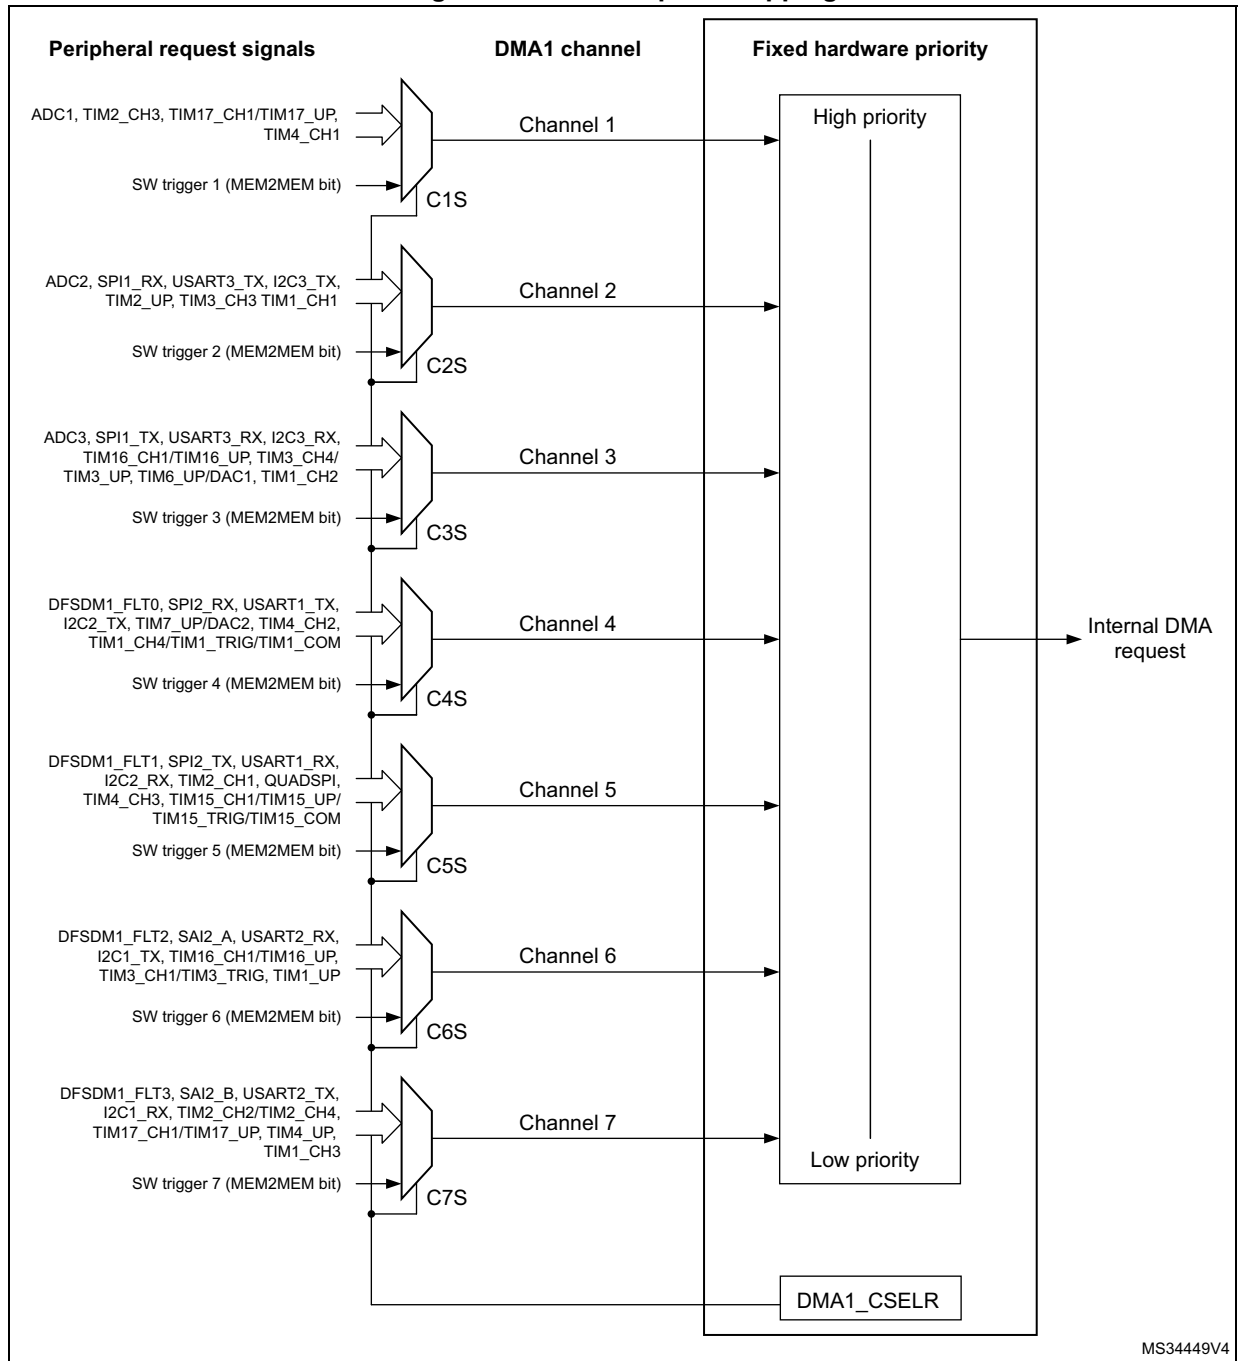 Peripheral request signals
DMA1 channel
Fixed hardware priority
ADC1, TIM2_CH3, TIM17_CH1/TIM17_UP,
TIM4_CH1
Channel 1
High priority
SW trigger 1 (MEM2MEM bit)
C1S
ADC2, SPI1_RX, USART3_TX, I2C3_TX,
TIM2_UP, TIM3_CH3 TIM1_CH1
Channel 2
SW trigger 2 (MEM2MEM bit)
C2S
ADC3, SPI1_TX, USART3_RX, I2C3_RX,
TIM16_CH1/TIM16_UP, TIM3_CH4/
TIM3_UP, TIM6_UP/DAC1, TIM1_CH2
Channel 3
SW trigger 3 (MEM2MEM bit)
C3S
DFSDM1_FLT0, SPI2_RX, USART1_TX,
I2C2_TX, TIM7_UP/DAC2, TIM4_CH2,
TIM1_CH4/TIM1_TRIG/TIM1_COM
Channel 4
Internal DMA
request
SW trigger 4 (MEM2MEM bit)
C4S
DFSDM1_FLT1, SPI2_TX, USART1_RX,
I2C2_RX, TIM2_CH1, QUADSPI,
TIM4_CH3, TIM15_CH1/TIM15_UP/
TIM15_TRIG/TIM15_COM
Channel 5
SW trigger 5 (MEM2MEM bit)
C5S
DFSDM1_FLT2, SAI2_A, USART2_RX,
I2C1_TX, TIM16_CH1/TIM16_UP,
TIM3_CH1/TIM3_TRIG, TIM1_UP
Channel 6
SW trigger 6 (MEM2MEM bit)
C6S
DFSDM1_FLT3, SAI2_B, USART2_TX,
I2C1_RX, TIM2_CH2/TIM2_CH4,
TIM17_CH1/TIM17_UP, TIM4_UP,
TIM1_CH3
Channel 7
Low priority
SW trigger 7 (MEM2MEM bit)
C7S
DMA1_CSELR
MS34449V4